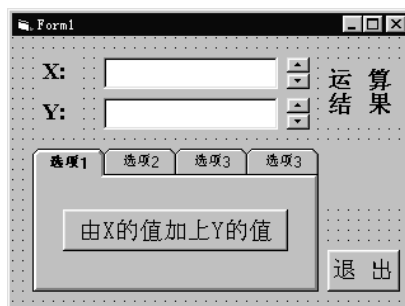 Form1
X:
Y:
运 算
结 果
选项1 选项2 选项3 选项3
由X的值加上Y的值
退 出